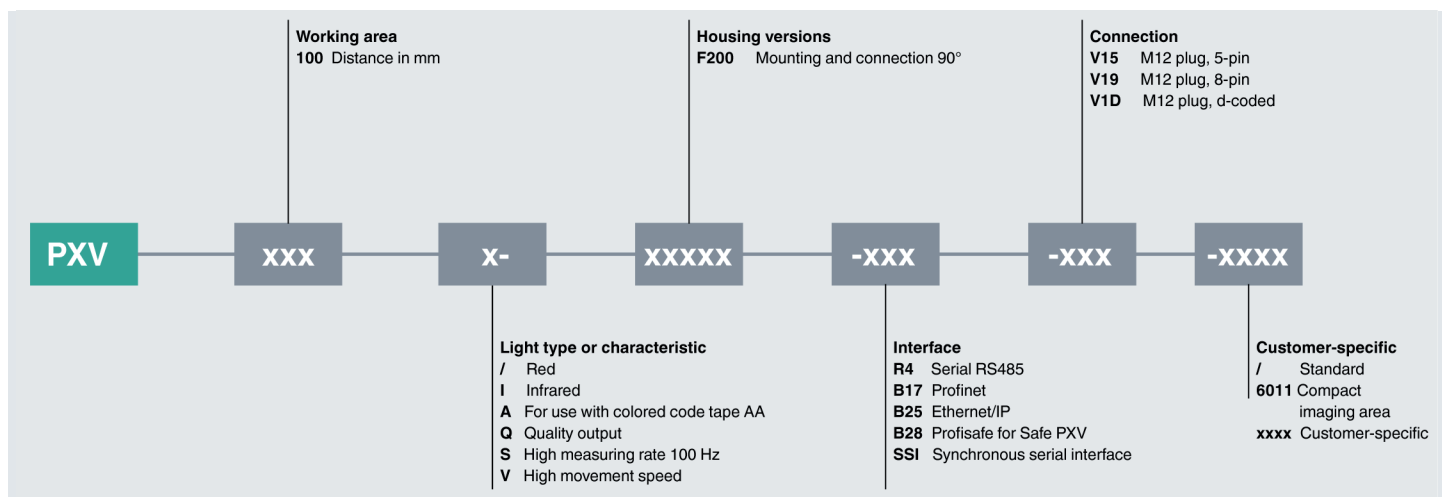 Working area
100 Distance in mm
Housing versions
F200 Mounting and connection 90°
Connection
V15 M12 plug, 5-pin
V19 M12 plug, 8-pin
V1D M12 plug, d-coded
PXV
xxx
x-
xxxxx
-xxx
-xxx
-xxxx
Light type or characteristic
/ Red
I Infrared
A For use with colored code tape AA
Q Quality output
S High measuring rate 100 Hz
V High movement speed
Interface
R4 Serial RS485
B17 Profinet
B25 Ethernet/IP
B28 Profisafe for Safe PXV
SSI Synchronous serial interface
Customer-specific
/ Standard
6011 Compact
imaging area
xxxx Customer-specific